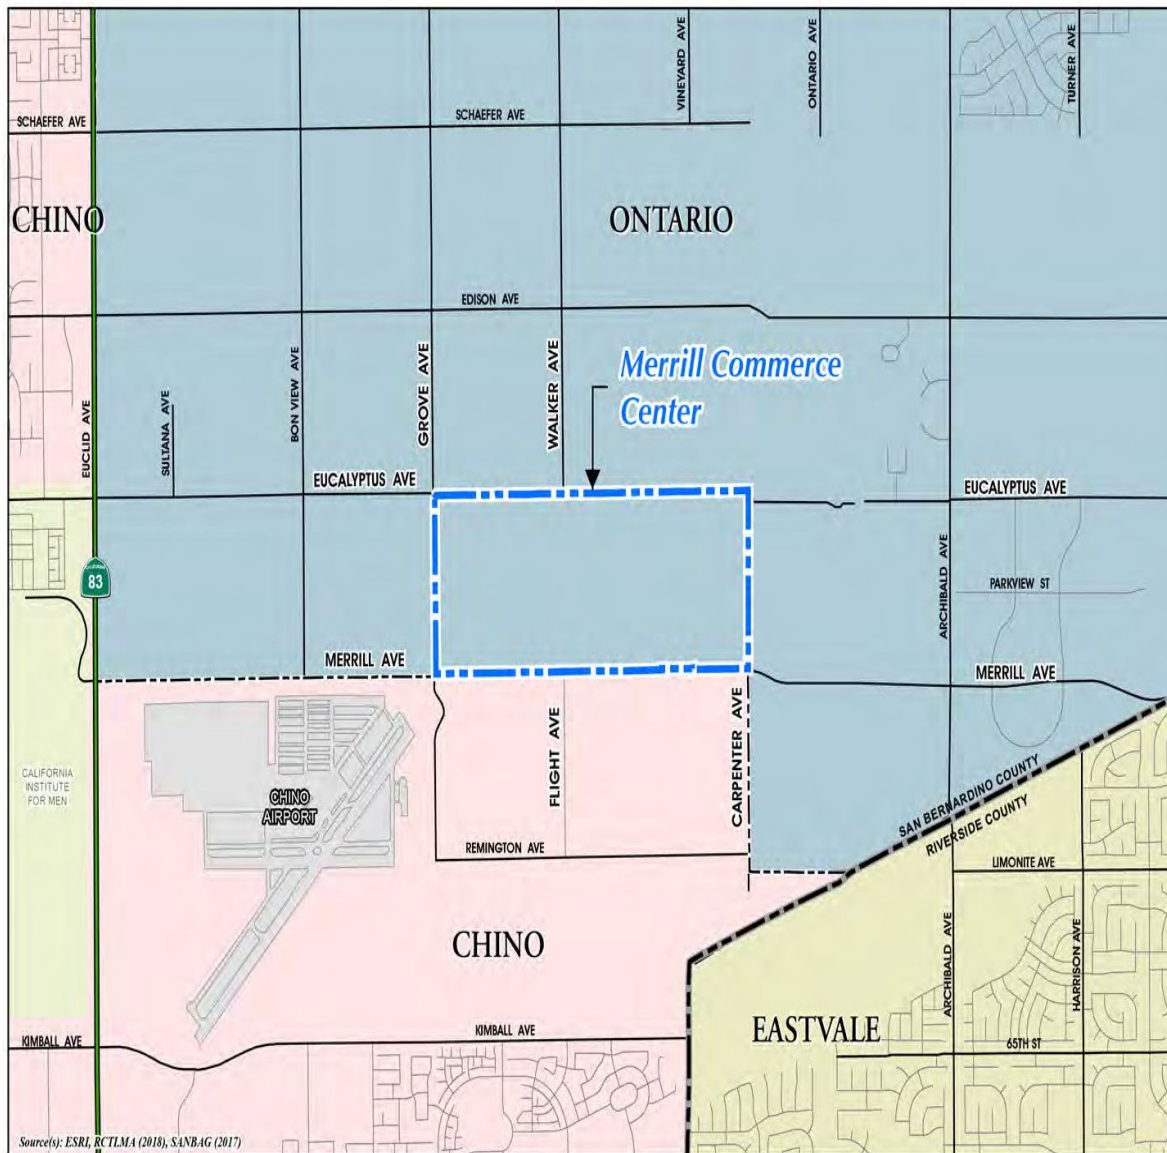 VINEYARD AVE
ONTARIO AVE
TURNER AVE
SCHAEFER AVE
SCHAEFER AVE
CHINO
ONTARIO
EDISON AVE
Merrill Commerce
Center
EUCLID AVE
SULTANA AVE
BON VIEW AVE
GROVE AVE
WALKER AVE
EUCALYPTUS AVE
EUCALYPTUS AVE
CALIFORNIA
83
ARCHIBALD AVE
PARKVIEW ST
MERRILL AVE
MERRILL AVE
CALIFORNIA
INSTITUTE
FOR MEN
CHINO
AIRPORT
FLIGHT AVE
CARPENTER AVE
SAN BERNARDINO COUNTY
RIVERSIDE COUNTY
REMINGTON AVE
LIMONITE AVE
CHINO
ARCHIBALD AVE
HARRISON AVE
EASTVALE
KIMBALL AVE
KIMBALL AVE
65TH ST
Source(s): ESRI, RCTLMA (2018), SANBAG (2017)